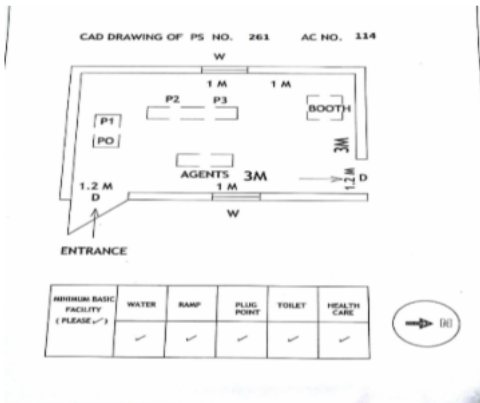 CAD DRAWING OF PS NO. 261 AC NO. 114
W
1 M 1 M
P2 P3
BOOTH
P1
PO
3M
AGENTS 3M
1.2 M 1 M 1.2 M D
D
W
ENTRANCE
MINIMUM BASIC FACILITY ( PLEASE ✓ ) WATER RAMP PLUG POINT TOILET HEALTH CARE
✓ ✓ ✓ ✓ ✓